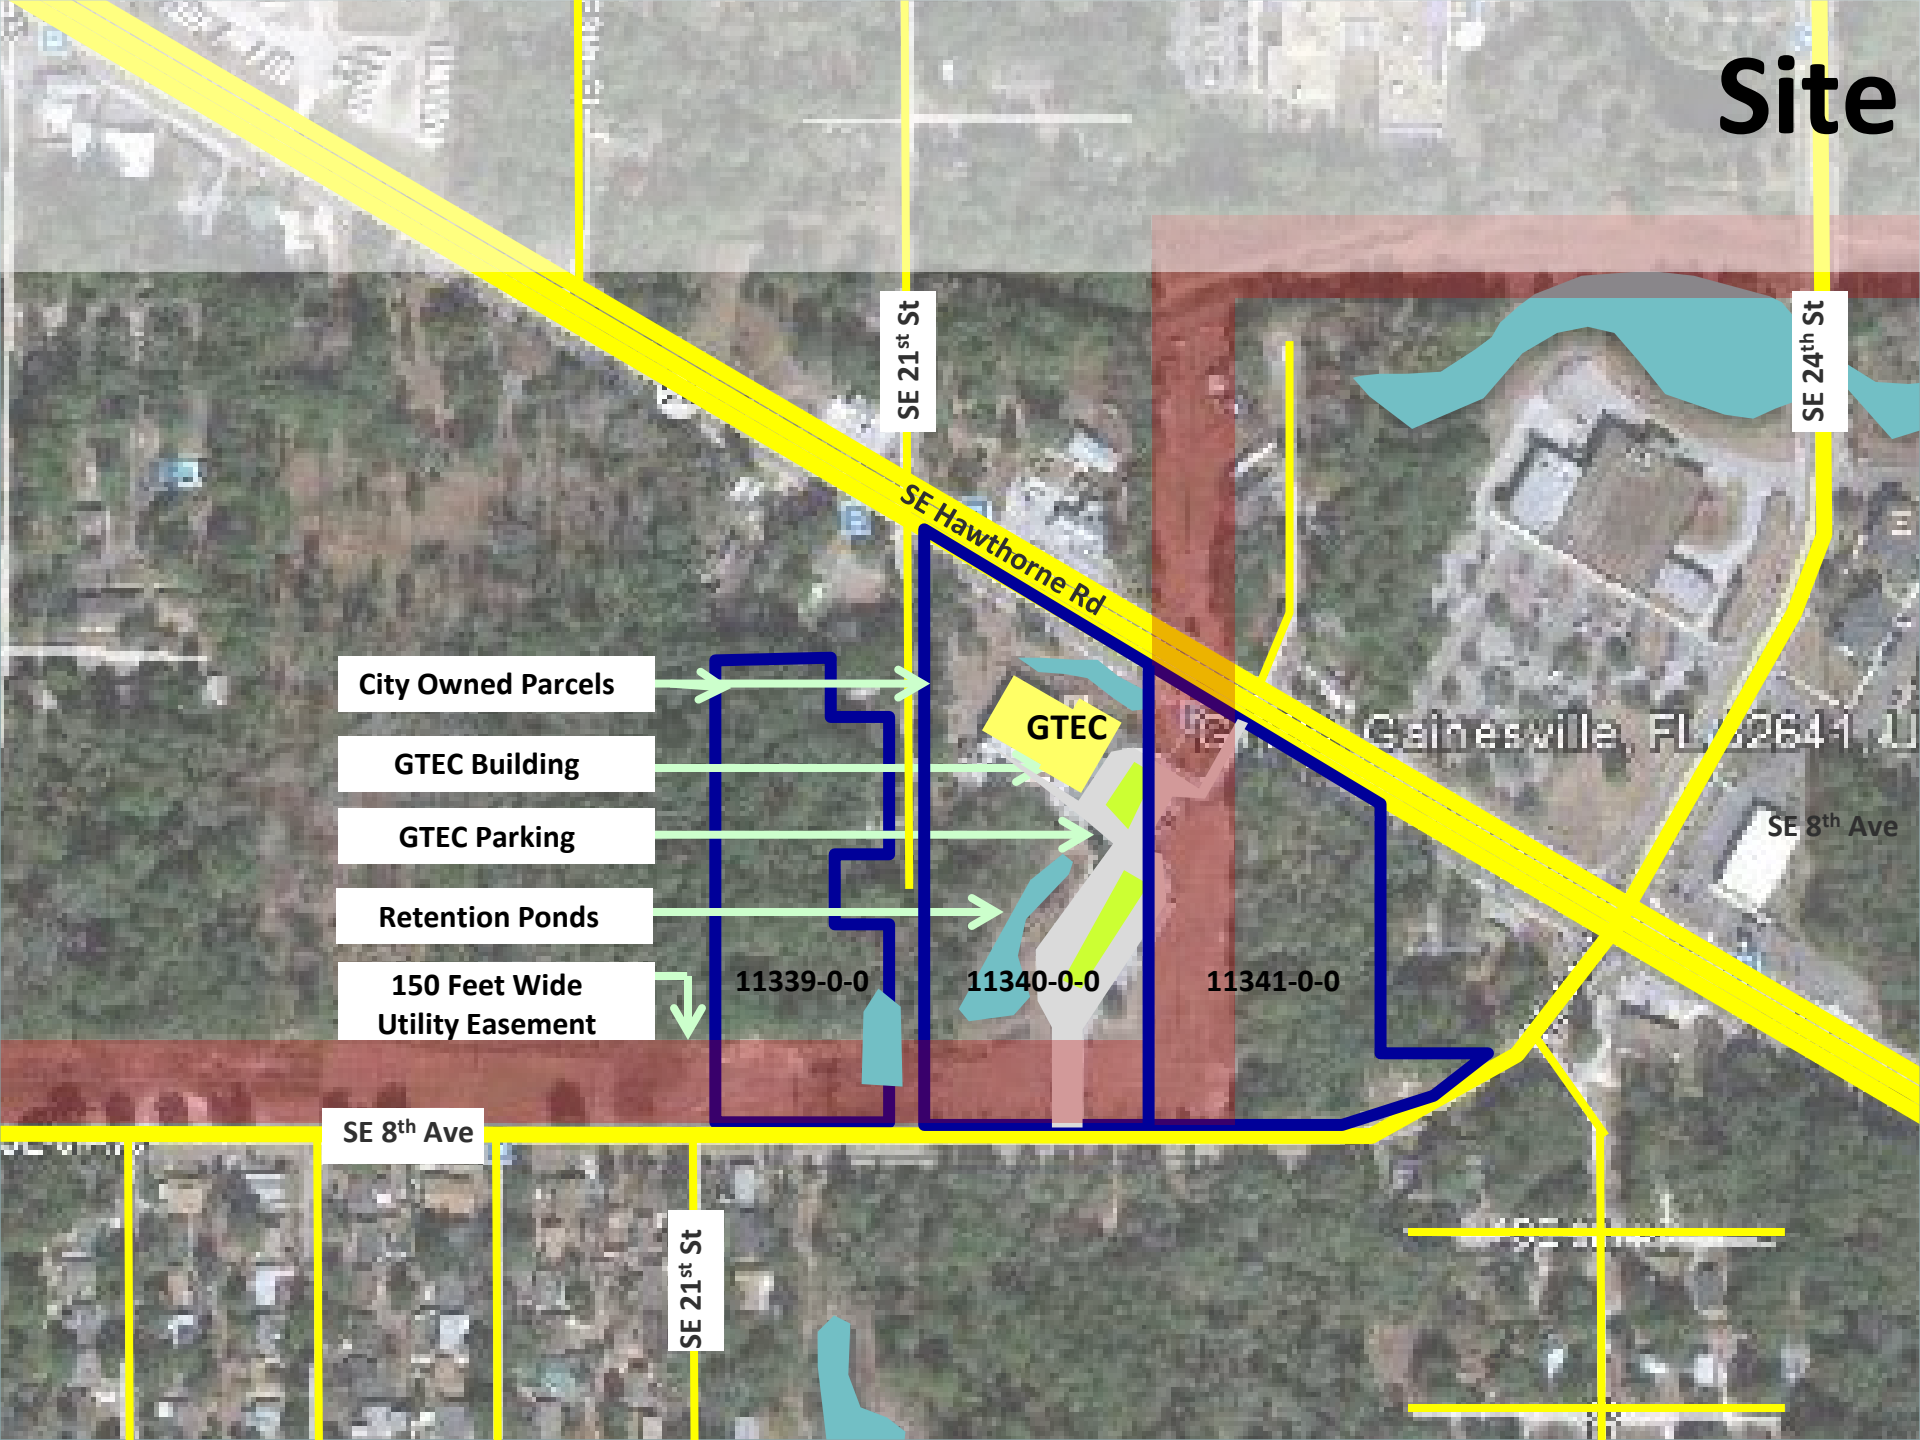 Site
SE 21st St
SE 24th St
SE Hawthorne Rd
City Owned Parcels
GTEC
Gainesville, FL 32641, U
GTEC Building
SE 8th Ave
GTEC Parking
Retention Ponds
11339-0-0
11340-0-0
11341-0-0
150 Feet Wide
Utility Easement
SE 8th Ave
SE 21st St